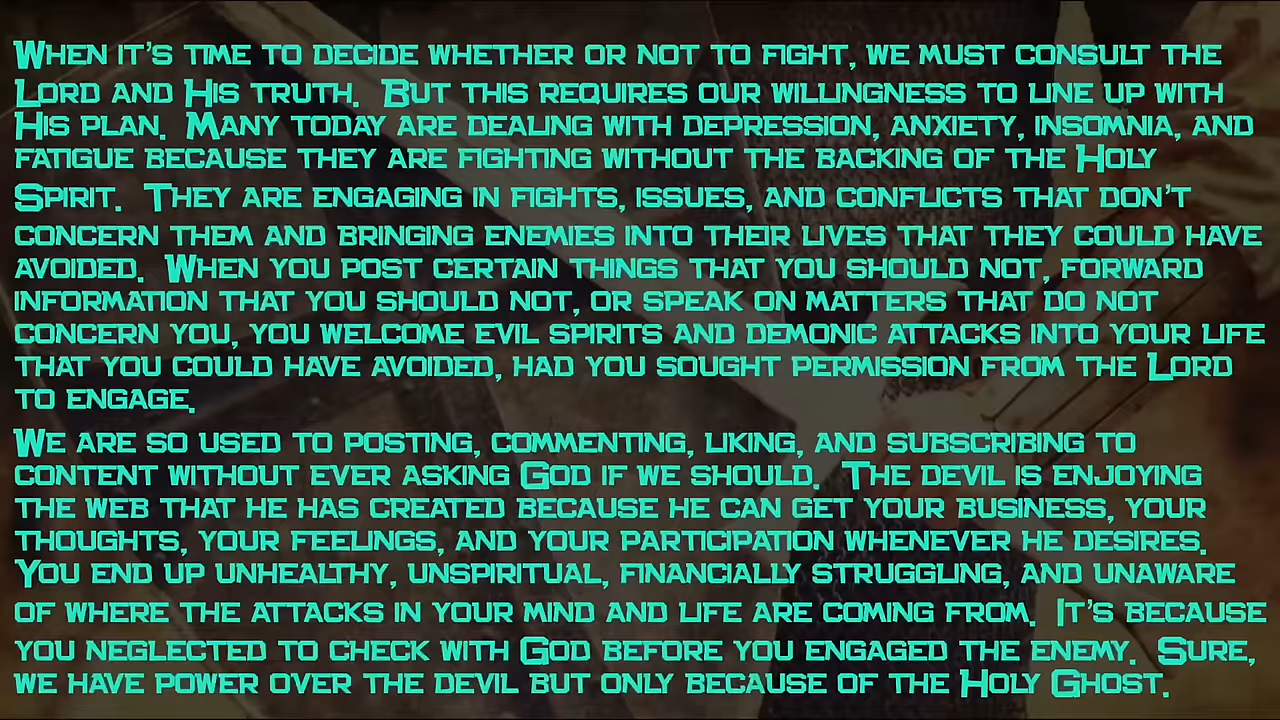 When it's time to decide whether or not to fight, we must consult the
Lord and His truth. But this requires our willingness to line up with
His plan. Many today are dealing with depression, anxiety, insomnia, and
fatigue because they are fighting without the backing of the Holy
Spirit. They are engaging in fights, issues, and conflicts that don't
concern them and bringing enemies into their lives that they could have
avoided. When you post certain things that you should not, forward
information that you should not, or speak on matters that do not
concern you, you welcome evil spirits and demonic attacks into your life
that you could have avoided, had you sought permission from the Lord
to engage.
We are so used to posting, commenting, liking, and subscribing to
content without ever asking God if we should. The devil is enjoying
the web that he has created because he can get your business, your
thoughts, your feelings, and your participation whenever he desires.
You end up unhealthy, unspiritual, financially struggling, and unaware
of where the attacks in your mind and life are coming from. It's because
you neglected to check with God before you engaged the enemy. Sure,
we have power over the devil but only because of the Holy Ghost.